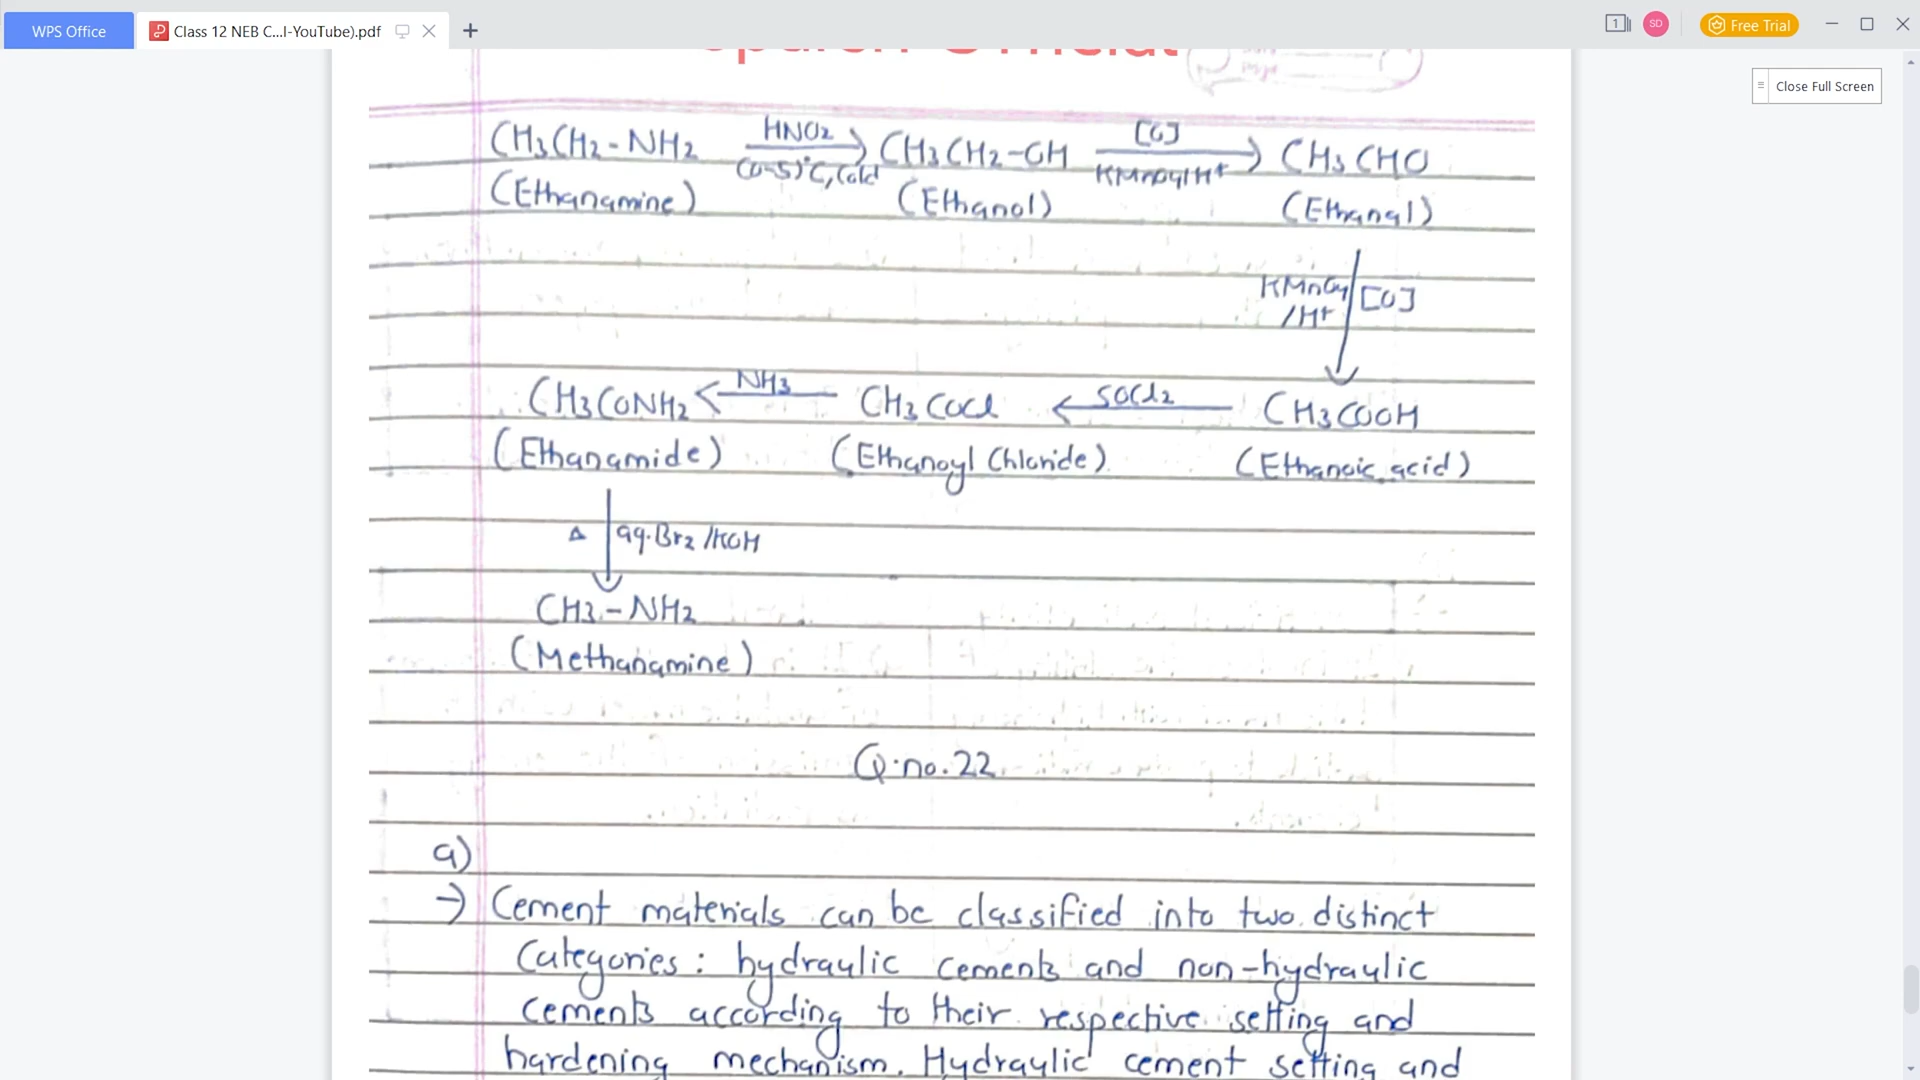 WPS Office
Class 12 NEB C...I-YouTube).pdf
1
SD
Free Trial
Close Full Screen
CH3CH2-NH2 HNO2 (0-5)°C, Cold CH3CH2-OH [O] KMnO4/H+ CH3CHO
(Ethanamine) (Ethanol) (Ethanal)
KMnO4 [O]
/H+
CH3CONH2 NH3 CH3COCl SOCl2 CH3COOH
(Ethanamide) (Ethanoyl Chloride) (Ethanoic acid)
Δ aq.Br2/KOH
CH3-NH2
(Methanamine)
Q.no.22
a)
→ Cement materials can be classified into two distinct
Categories: hydraulic cements and non-hydraulic
cements according to their respective setting and
hardening mechanism. Hydraulic cement setting and